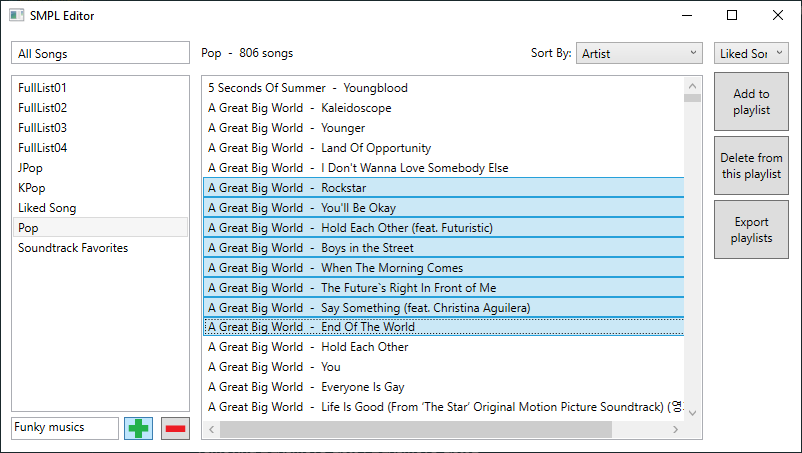 SMPL Editor
All Songs
Pop - 806 songs
Sort By:
Artist
Liked Sor
FullList01
FullList02
FullList03
FullList04
JPop
KPop
Liked Song
Pop
Soundtrack Favorites
5 Seconds Of Summer - Youngblood
A Great Big World - Kaleidoscope
A Great Big World - Younger
A Great Big World - Land Of Opportunity
A Great Big World - I Don't Wanna Love Somebody Else
A Great Big World - Rockstar
A Great Big World - You'll Be Okay
A Great Big World - Hold Each Other (feat. Futuristic)
A Great Big World - Boys in the Street
A Great Big World - When The Morning Comes
A Great Big World - The Future`s Right In Front of Me
A Great Big World - Say Something (feat. Christina Aguilera)
A Great Big World - End Of The World
A Great Big World - Hold Each Other
A Great Big World - You
A Great Big World - Everyone Is Gay
A Great Big World - Life Is Good (From ‘The Star’ Original Motion Picture Soundtrack) (영
Add to
playlist
Delete from
this playlist
Export
playlists
Funky musics